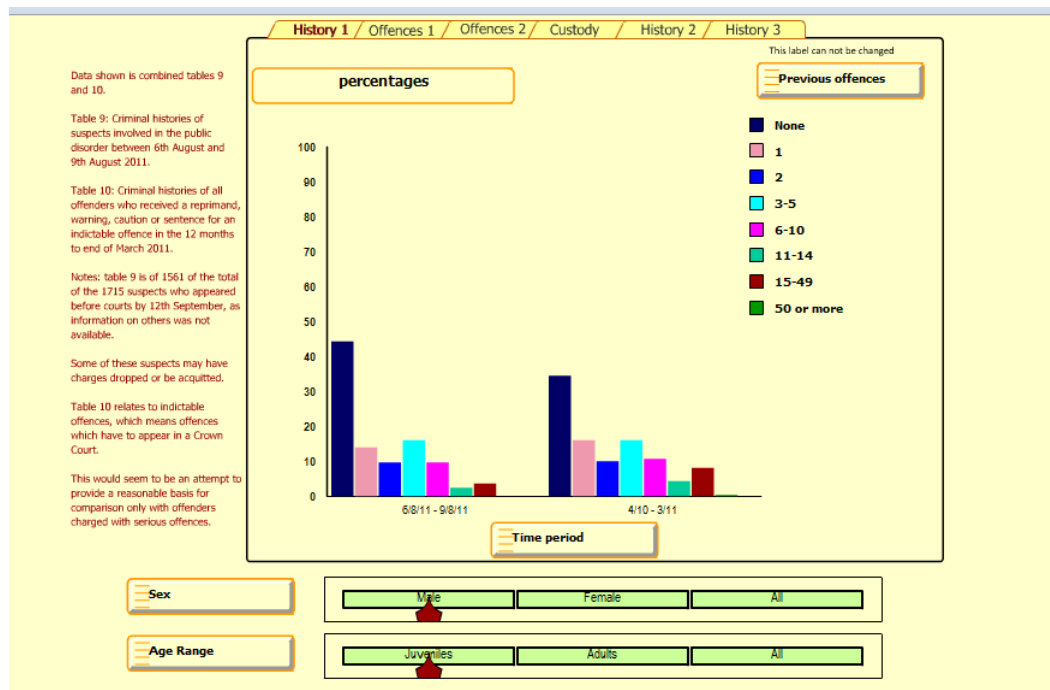 History 1 / Offences 1 / Offences 2 / Custody / History 2 / History 3
This label can not be changed
Data shown is combined tables 9
and 10.
Table 9: Criminal histories of
suspects involved in the public
disorder between 6th August and
9th August 2011.
Table 10: Criminal histories of all
offenders who received a reprimand,
warning, caution or sentence for an
indictable offence in the 12 months
to end of March 2011.
Notes: table 9 is of 1561 of the total
of the 1715 suspects who appeared
before courts by 12th September, as
information on others was not
available.
Some of these suspects may have
charges dropped or be acquitted.
Table 10 relates to indictable
offences, which means offences
which have to appear in a Crown
Court.
This would seem to be an attempt to
provide a reasonable basis for
comparison only with offenders
charged with serious offences.
percentages
Previous offences
None
1
2
3-5
6-10
11-14
15-49
50 or more
100
90
80
70
60
50
40
30
20
10
0
6/8/11 - 9/8/11
4/10 - 3/11
Time period
Sex
Male Female All
Age Range
Juveniles Adults All